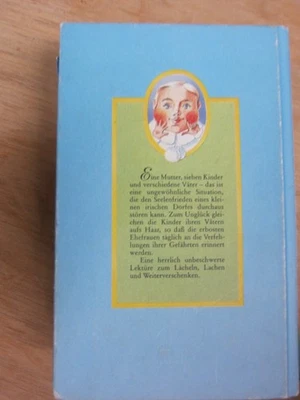 Eine Mutter, sieben Kinder
und verschiedene Väter – das ist
eine ungewöhnliche Situation,
die den Seelenfrieden eines klei-
nen irischen Dorfes durchaus
stören kann. Zum Unglück glei-
chen die Kinder ihren Vätern
aufs Haar, so daß die erbosten
Ehefrauen täglich an die Verfeh-
lungen ihrer Gefährten erinnert
werden.
Eine herrlich unbeschwerte
Lektüre zum Lächeln, Lachen
und Weiterverschenken.